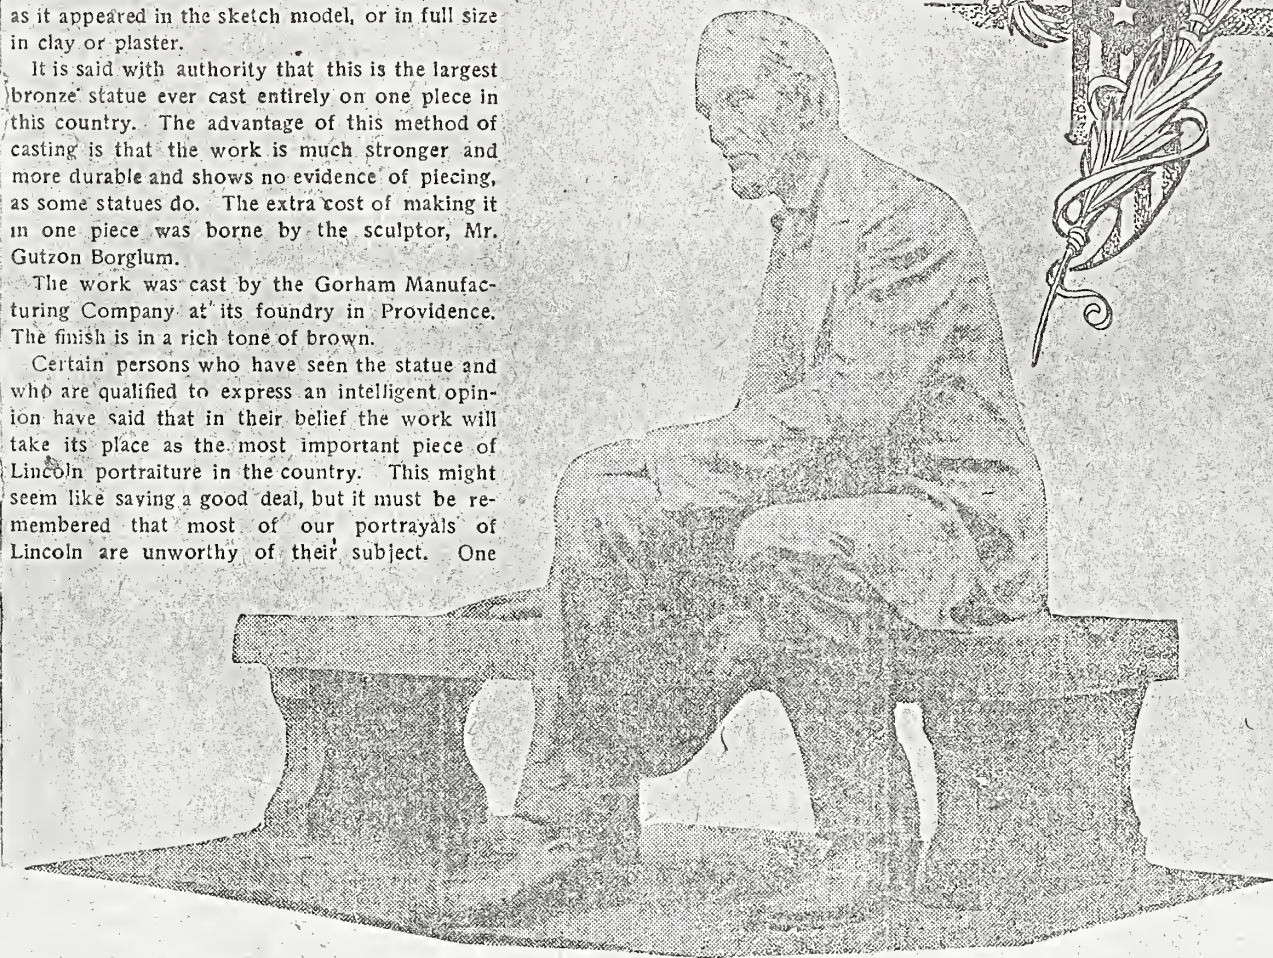 as it appeared in the sketch model, or in full size
in clay or plaster.
It is said with authority that this is the largest
bronze statue ever cast entirely on one piece in
this country. The advantage of this method of
casting is that the work is much stronger and
more durable and shows no evidence of piecing,
as some statues do. The extra cost of making it
in one piece was borne by the sculptor, Mr.
Gutzon Borglum.
The work was cast by the Gorham Manufac-
turing Company at its foundry in Providence.
The finish is in a rich tone of brown.
Certain persons who have seen the statue and
who are qualified to express an intelligent opin-
ion have said that in their belief the work will
take its place as the most important piece of
Lincoln portraiture in the country. This might
seem like saying a good deal, but it must be re-
membered that most of our portrayals of
Lincoln are unworthy of their subject. One